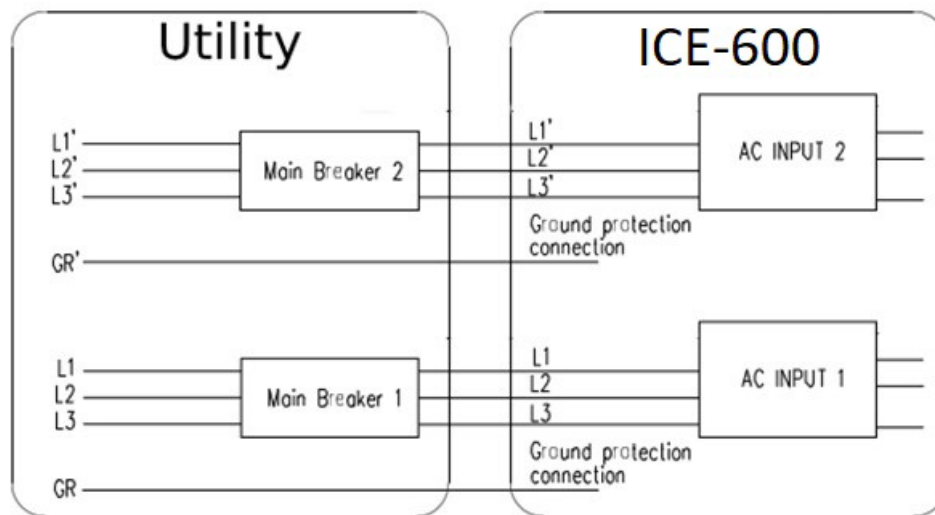 Utility
ICE-600
L1'
L2'
L3'
Main Breaker 2
L1'
L2'
L3'
AC INPUT 2
Ground protection
connection
GR'
L1
L2
L3
Main Breaker 1
L1
L2
L3
AC INPUT 1
Ground protection
connection
GR